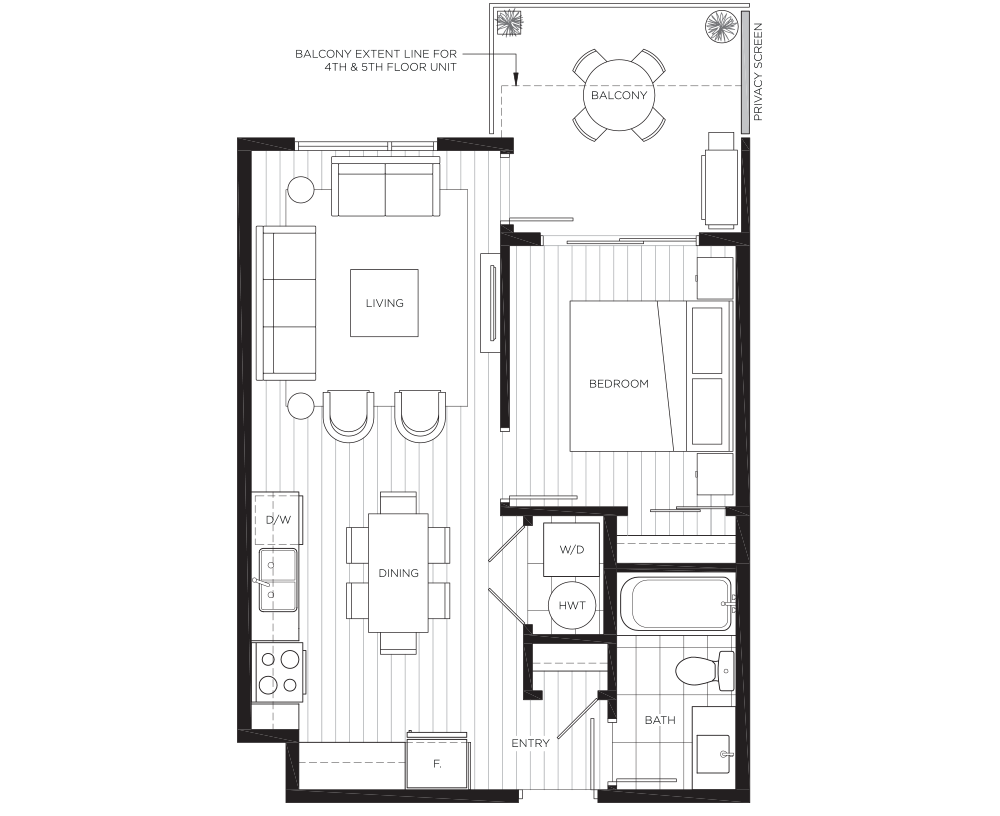 BALCONY EXTENT LINE FOR
4TH & 5TH FLOOR UNIT
PRIVACY SCREEN
BALCONY
LIVING
BEDROOM
D/W
W/D
DINING
HWT
BATH
ENTRY
F.